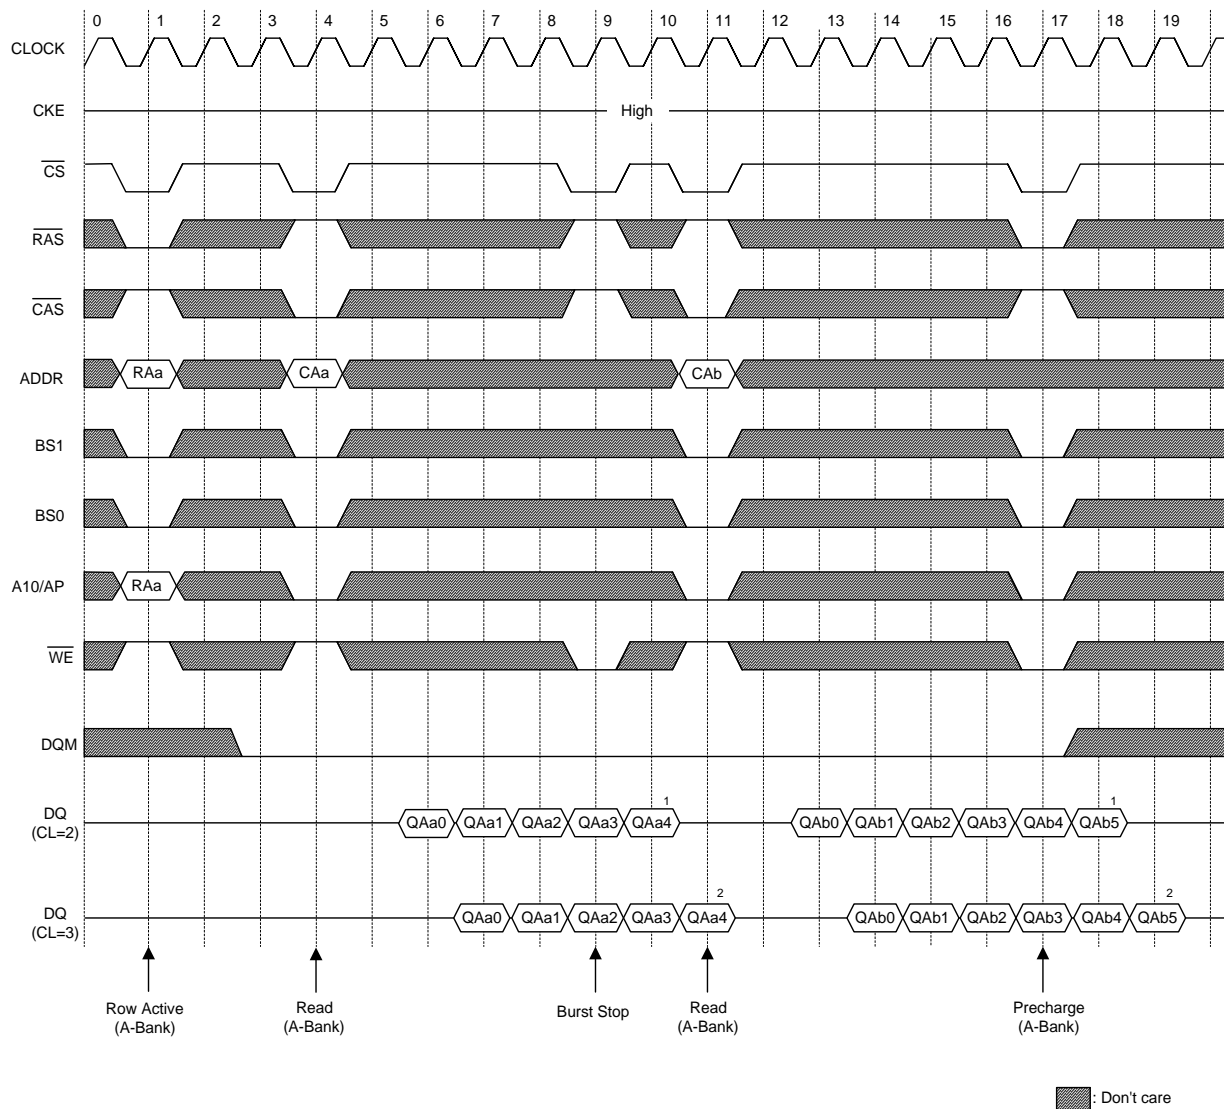 0 1 2 3 4 5 6 7 8 9 10 11 12 13 14 15 16 17 18 19
CLOCK
CKE High
CS
RAS
CAS
ADDR RAa CAa CAb
BS1
BS0
A10/AP RAa
WE
DQM
1 1
DQ
(CL=2)
QAa0 QAa1 QAa2 QAa3 QAa4 QAb0 QAb1 QAb2 QAb3 QAb4 QAb5
2 2
DQ
(CL=3)
QAa0 QAa1 QAa2 QAa3 QAa4 QAb0 QAb1 QAb2 QAb3 QAb4 QAb5
Row Active
(A-Bank)
Read
(A-Bank)
Burst Stop
Read
(A-Bank)
Precharge
(A-Bank)
: Don't care